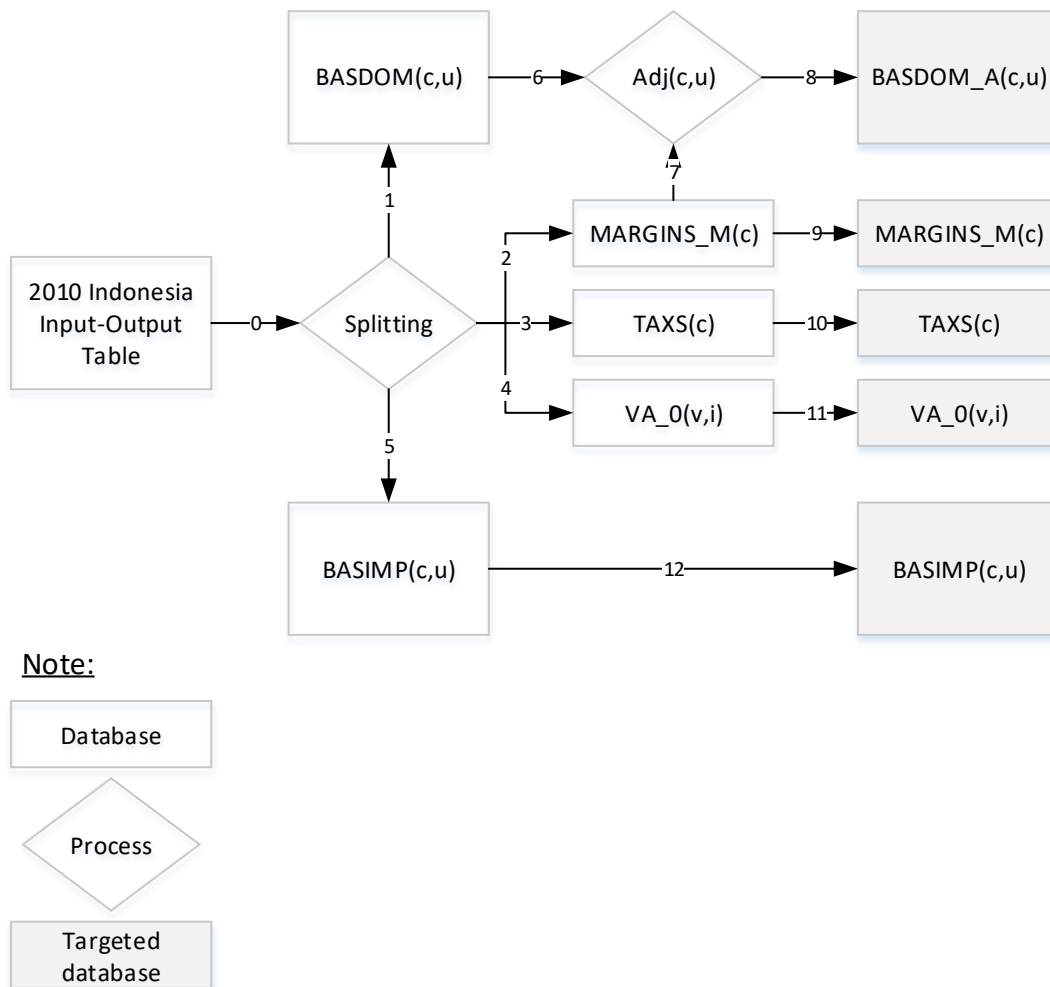 BASDOM(c,u)
6
Adj(c,u)
8
BASDOM_A(c,u)
1
7
2010 Indonesia
Input-Output
Table
0
Splitting
2
MARGINS_M(c)
9
MARGINS_M(c)
3
TAXS(c)
10
TAXS(c)
4
VA_0(v,i)
11
VA_0(v,i)
5
BASIMP(c,u)
12
BASIMP(c,u)
Note:
Database
Process
Targeted
database